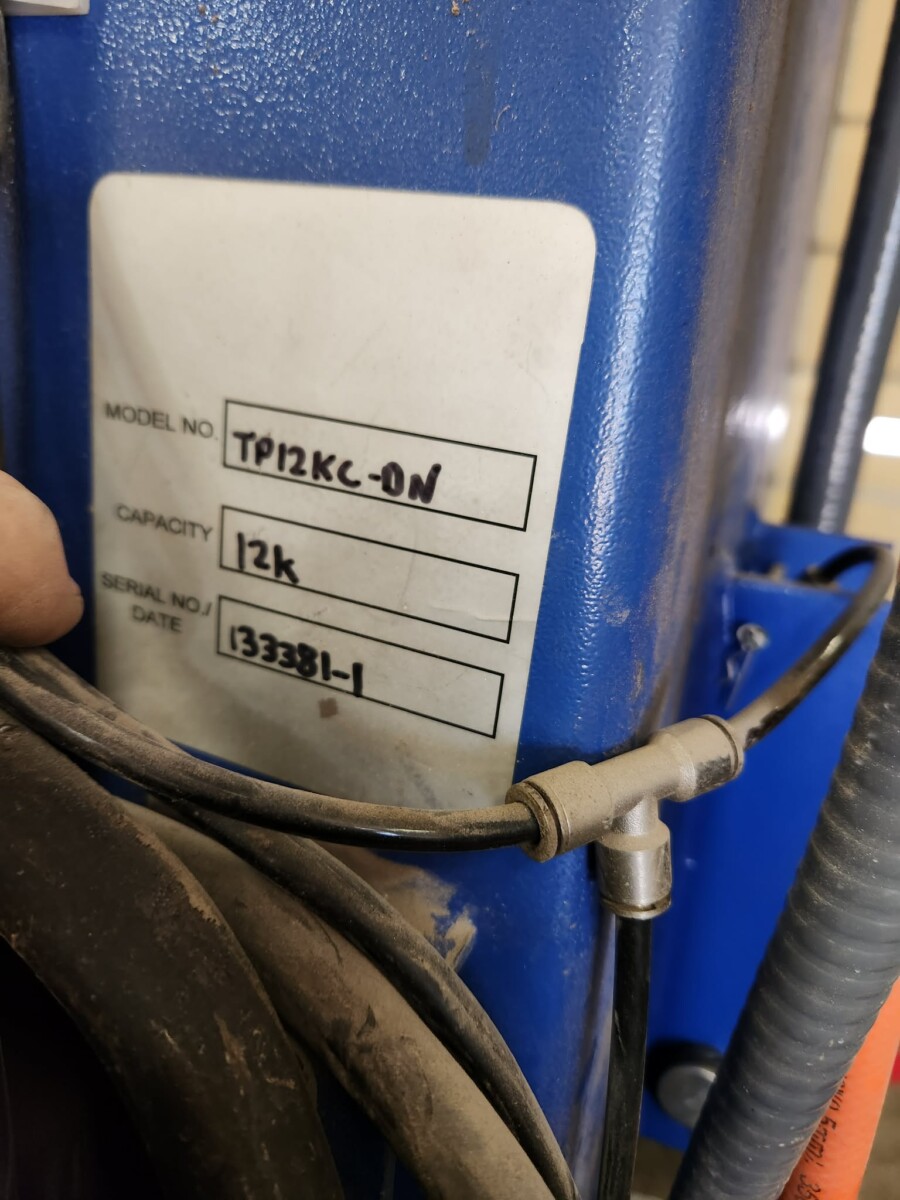 MODEL NO.
TP12KC-DN
CAPACITY
12k
SERIAL NO./
DATE
133381-1